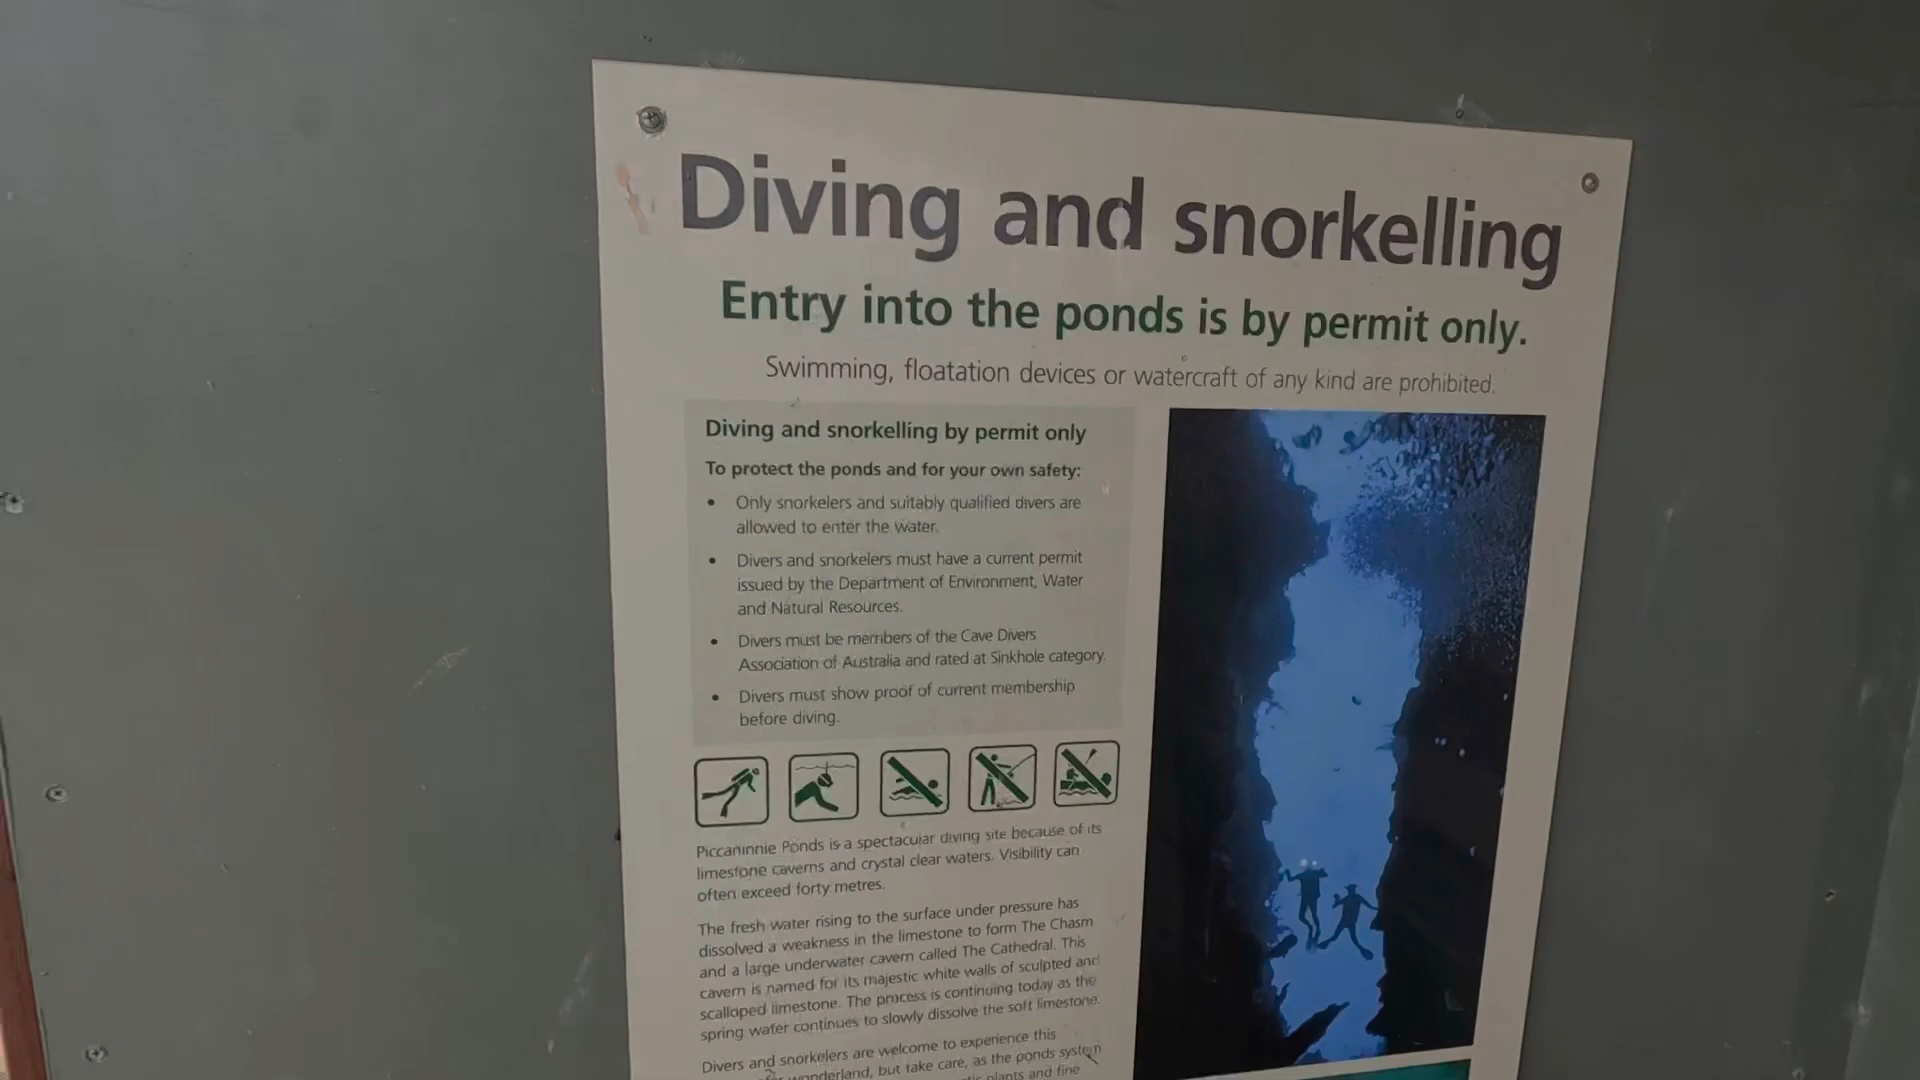 Diving and snorkelling
Entry into the ponds is by permit only.
Swimming, floatation devices or watercraft of any kind are prohibited.
Diving and snorkelling by permit only
To protect the ponds and for your own safety:
• Only snorkelers and suitably qualified divers are
allowed to enter the water.
• Divers and snorkelers must have a current permit
issued by the Department of Environment, Water
and Natural Resources.
• Divers must be members of the Cave Divers
Association of Australia and rated at Sinkhole category.
• Divers must show proof of current membership
before diving.
Piccaninnie Ponds is a spectacular diving site because of its
limestone caverns and crystal clear waters. Visibility can
often exceed forty metres.
The fresh water rising to the surface under pressure has
dissolved a weakness in the limestone to form The Chasm
and a large underwater cavern called The Cathedral. This
cavern is named for its majestic white walls of sculpted and
scalloped limestone. The process is continuing today as the
spring water continues to slowly dissolve the soft limestone.
Divers and snorkelers are welcome to experience this
wonderland, but take care, as the ponds system
plants and fine